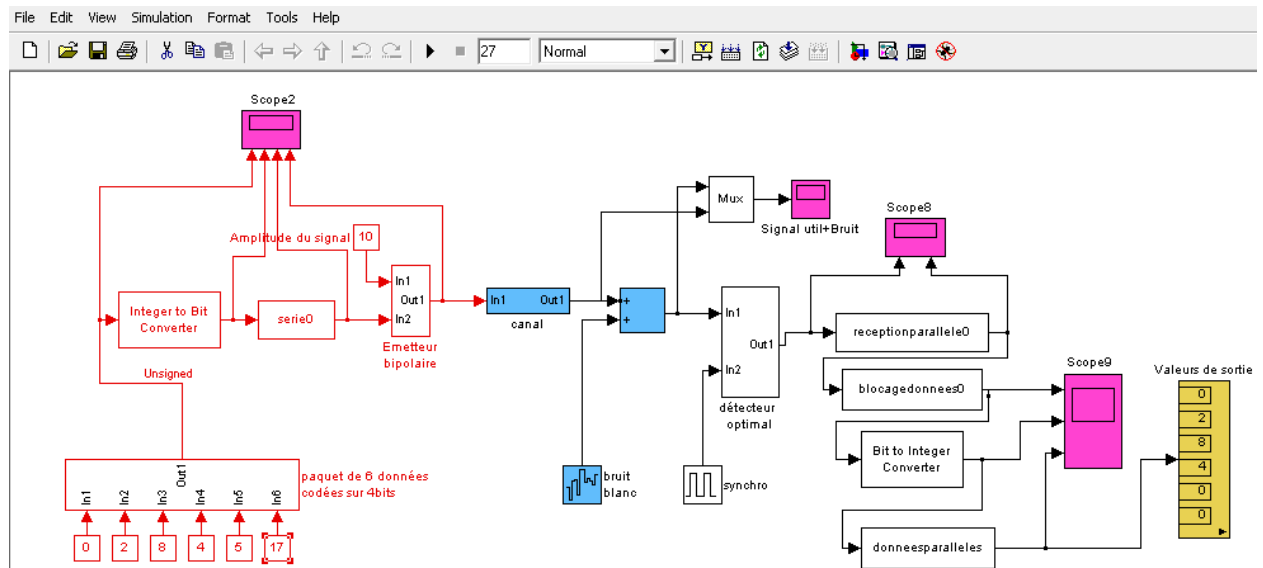 File Edit View Simulation Format Tools Help
27 Normal
Scope2
Amplitude du signal 10
In1
Out1
In2
Emetteur
bipolaire
Integer to Bit
Converter
serie0
Unsigned
Out1
In1 In2 In3 In4 In5 In6
paquet de 6 données
codées sur 4bits
0 2 8 4 5 17
In1 Out1
canal
+
+
bruit
blanc
Mux
Signal util+Bruit
In1
Out1
In2
détecteur
optimal
synchro
Scope8
receptionparallele0
blocagedonnees0
Bit to Integer
Converter
donneesparalleles
Scope9
Valeurs de sortie
0
2
8
4
0
0